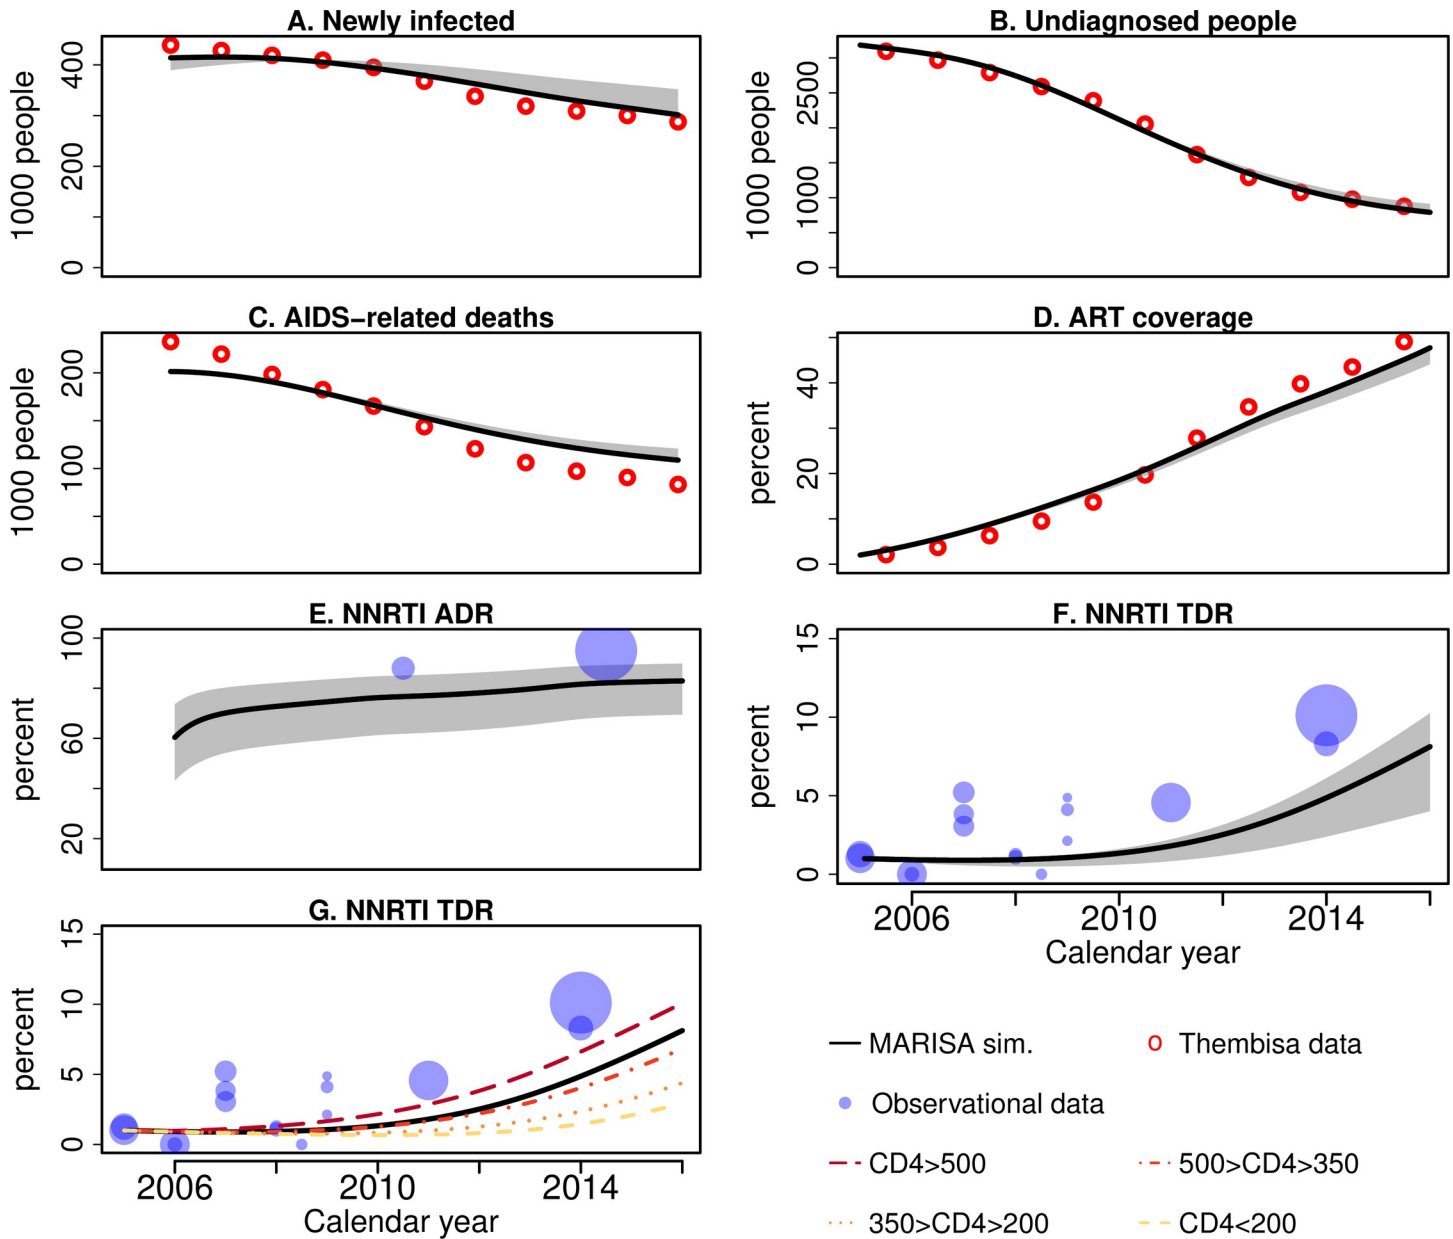 A. Newly infected
1000 people
0 200 400
B. Undiagnosed people
1000 people
0 1000 2500
C. AIDS−related deaths
1000 people
0 100 200
D. ART coverage
percent
0 20 40
E. NNRTI ADR
percent
20 60 100
F. NNRTI TDR
percent
0 5 10 15
2006 2010 2014
Calendar year
G. NNRTI TDR
percent
0 5 10 15
2006 2010 2014
Calendar year
MARISA sim. Thembisa data
Observational data
CD4>500 500>CD4>350
350>CD4>200 CD4<200